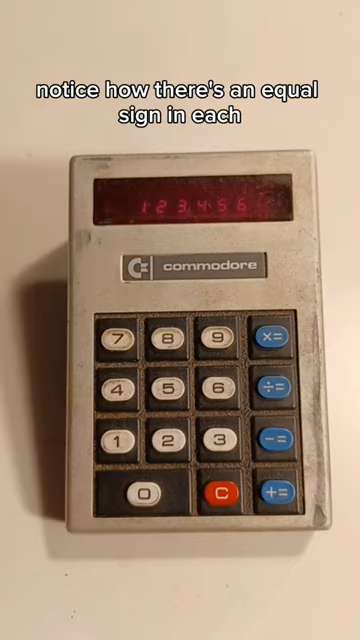 notice how there's an equal
sign in each
123456
commodore
7 8 9 ×=
4 5 6 ÷=
1 2 3 -=
0 C +=